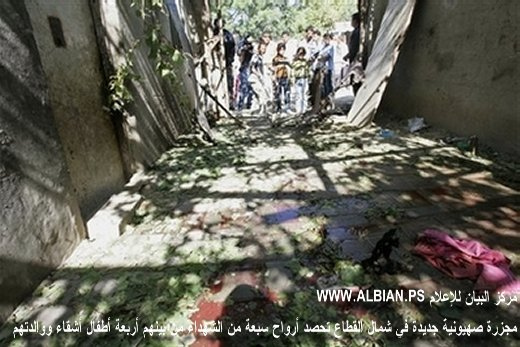 مركز البيان للإعلام WWW.ALBIAN.PS
مجزرة صهيونية جديدة في شمال القطاع تحصد أرواح سبعة من الشهداء من بينهم أربعة أطفال أشقاء ووالدتهم